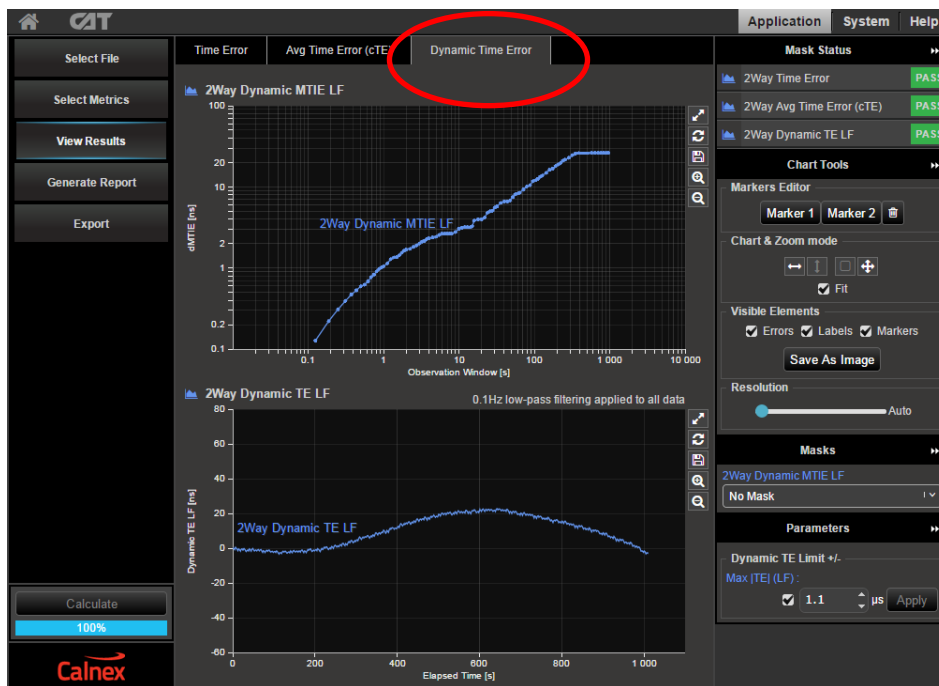 CAT
Application System Help
Select File
Select Metrics
View Results
Generate Report
Export
Calculate
100%
Calnex
Time Error
Avg Time Error (cTE)
Dynamic Time Error
2Way Dynamic MTIE LF
100
20
10
2
1
0.2
0.1
dMTIE [ns]
2Way Dynamic MTIE LF
0.1 1 10 100 1 000 10 000
Observation Window [s]
2Way Dynamic TE LF
0.1Hz low-pass filtering applied to all data
80
60
40
20
0
-20
-40
-60
Dynamic TE LF [ns]
2Way Dynamic TE LF
0 200 400 600 800 1 000
Elapsed Time [s]
Mask Status
2Way Time Error PASS
2Way Avg Time Error (cTE) PASS
2Way Dynamic TE LF PASS
Chart Tools
Markers Editor
Marker 1 Marker 2
Chart & Zoom mode
Fit
Visible Elements
Errors Labels Markers
Save As Image
Resolution
Auto
Masks
2Way Dynamic MTIE LF
No Mask
Parameters
Dynamic TE Limit +/-
Max |TE| (LF) :
1.1 µs Apply